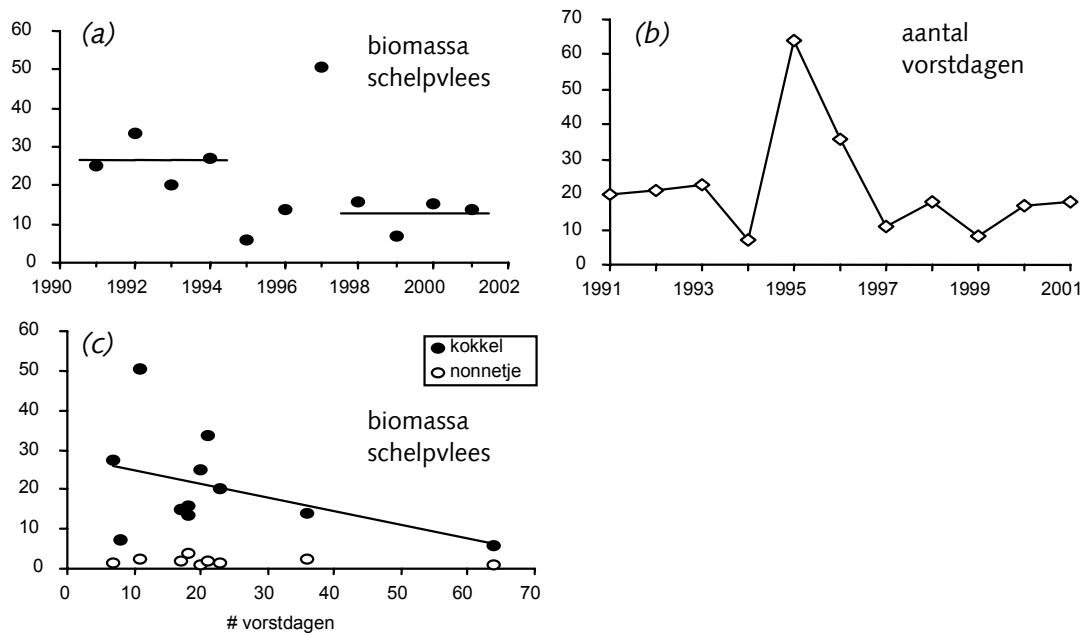 (a)
biomassa
schelpvlees
60
50
40
30
20
10
0
1990 1992 1994 1996 1998 2000 2002
(b)
aantal
vorstdagen
70
60
50
40
30
20
10
0
1991 1993 1995 1997 1999 2001
(c)
kokkel
nonnetje
biomassa
schelpvlees
60
50
40
30
20
10
0
0 10 20 30 40 50 60 70
# vorstdagen